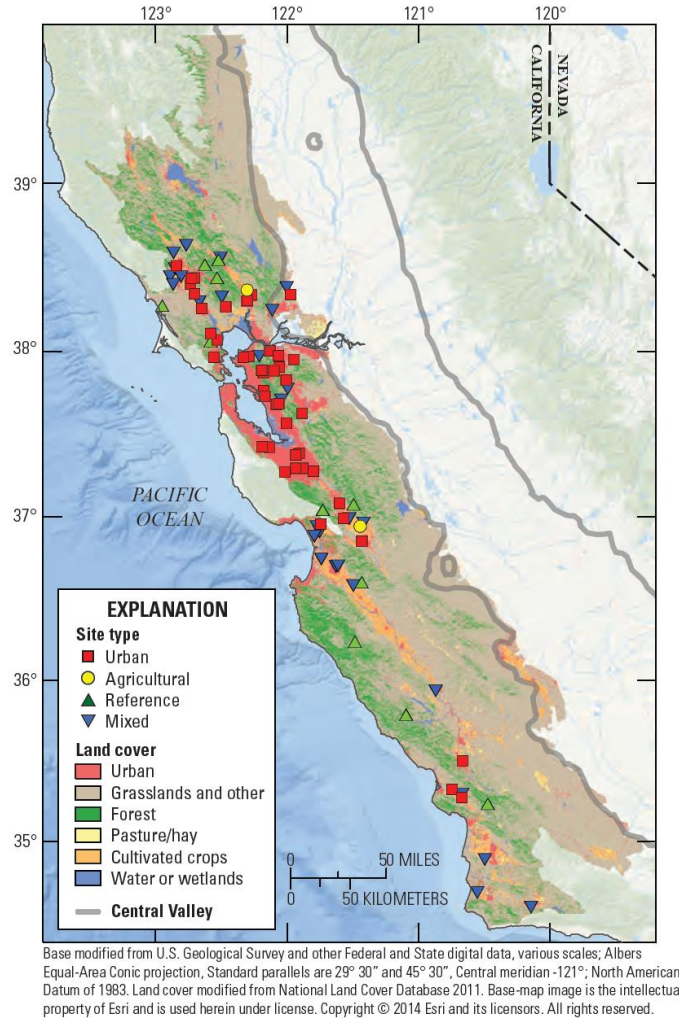 123° 122° 121° 120°
NEVADA
CALIFORNIA
39°
38°
37°
36°
35°
PACIFIC
OCEAN
EXPLANATION
Site type
Urban
Agricultural
Reference
Mixed
Land cover
Urban
Grasslands and other
Forest
Pasture/hay
Cultivated crops
Water or wetlands
Central Valley
0 50 MILES
0 50 KILOMETERS
Base modified from U.S. Geological Survey and other Federal and State digital data, various scales; Albers
Equal-Area Conic projection, Standard parallels are 29° 30” and 45° 30”, Central meridian -121°; North American
Datum of 1983. Land cover modified from National Land Cover Database 2011. Base-map image is the intellectua
property of Esri and is used herein under license. Copyright © 2014 Esri and its licensors. All rights reserved.